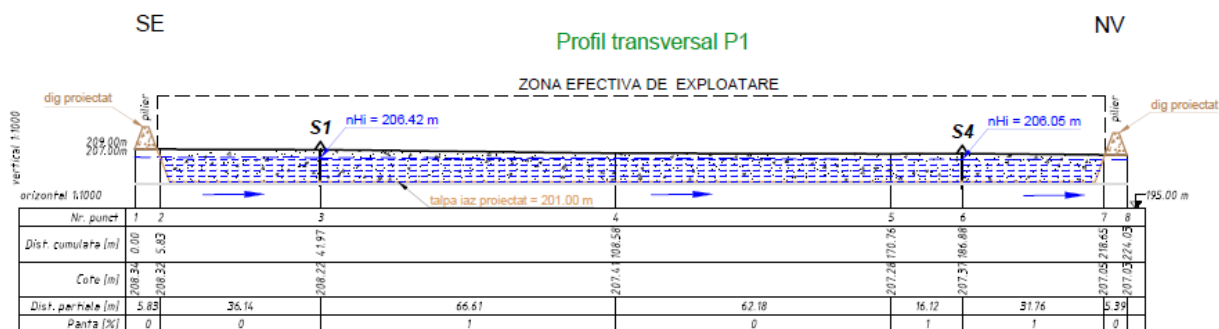 SE
NV
Profil transversal P1
ZONA EFECTIVA DE EXPLOATARE
dig proiectat
pilier
S1
nHi = 206.42 m
S4
nHi = 206.05 m
pilier
dig proiectat
vertical 1:1000
209.00m
207.00m
talpa iaz proiectat = 201.00 m
orizontal 1:1000
195.00 m
Nr. punct 1 2 3 4 5 6 7 8
Dist. cumulata [m] 0.00 5.83 41.97 108.58 170.76 186.88 218.65 224.03
Cote [m] 208.34 208.32 208.22 207.41 207.28 207.37 207.05 207.03
Dist. partiale [m] 5.83 36.14 66.61 62.18 16.12 31.76 5.39
Panta [%] 0 0 1 0 1 1 0